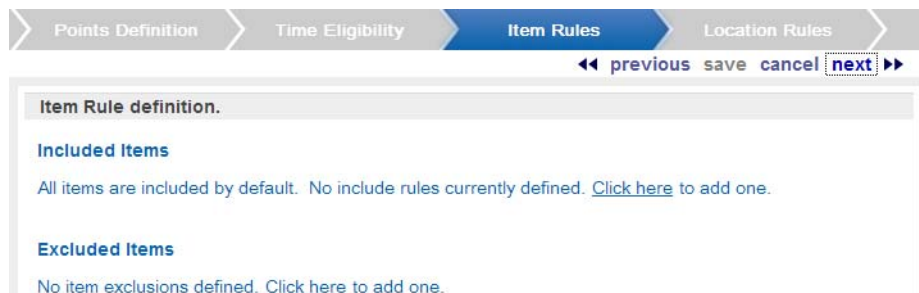 Points Definition Time Eligibility Item Rules Location Rules
previous save cancel next
Item Rule definition.
Included Items
All items are included by default. No include rules currently defined. Click here to add one.
Excluded Items
No item exclusions defined. Click here to add one.